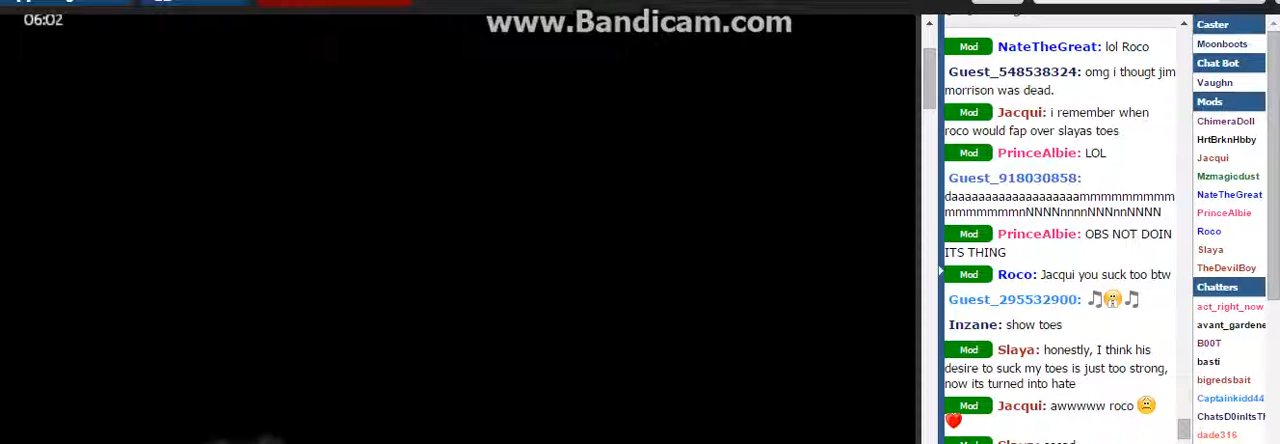 06:02
www.Bandicam.com
Mod NateTheGreat: lol Roco
Guest_548538324: omg i thougt jim
morrison was dead.
Mod Jacqui: i remember when
roco would fap over slayas toes
Mod PrinceAlbie: LOL
Guest_918030858:
Mod PrinceAlbie: OBS NOT DOIN
ITS THING
Mod Roco: Jacqui you suck too btw
Guest_295532900: 🎵🎵
Inzane: show toes
Mod Slaya: honestly, I think his
desire to suck my toes is just too strong,
now its turned into hate
Mod Jacqui: awwwww roco
Caster
Moonboots
Chat Bot
Vaughn
Mods
ChimeraDoll
HrtBrknHbby
Jacqui
Mzmagicdust
NateTheGreat
PrinceAlbie
Roco
Slaya
TheDevilBoy
Chatters
act_right_now
avant_gardene
B00T
basti
bigredsbait
Captainkidd44
ChatsD0inItsTh
dade316